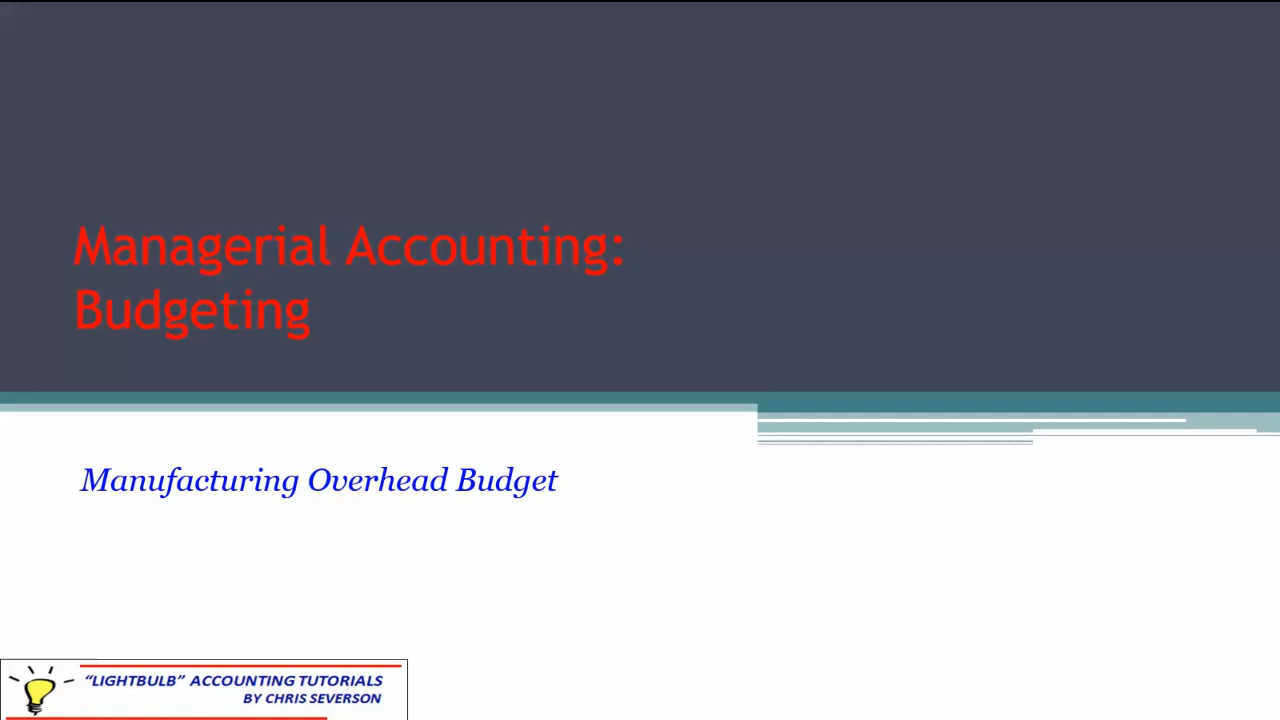 Managerial Accounting:
Budgeting
Manufacturing Overhead Budget
“LIGHTBULB” ACCOUNTING TUTORIALS
BY CHRIS SEVERSON